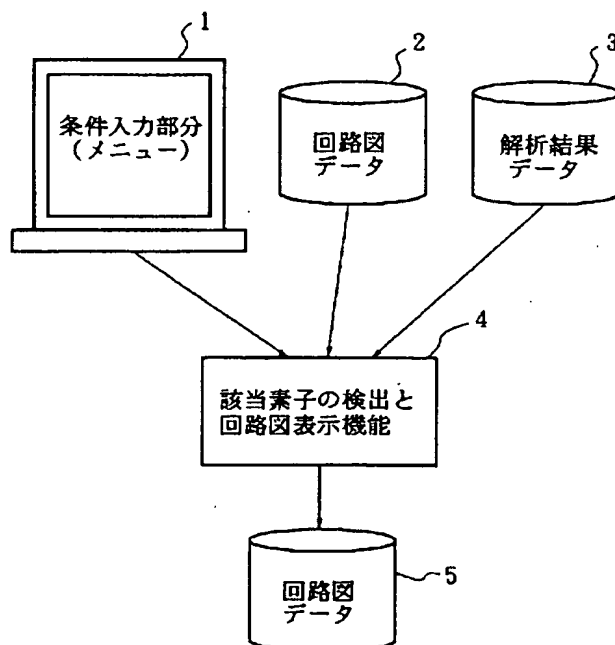 1
2
3
条件入力部分
(メニュー)
回路図
データ
解析結果
データ
4
該当素子の検出と
回路図表示機能
回路図
データ
5